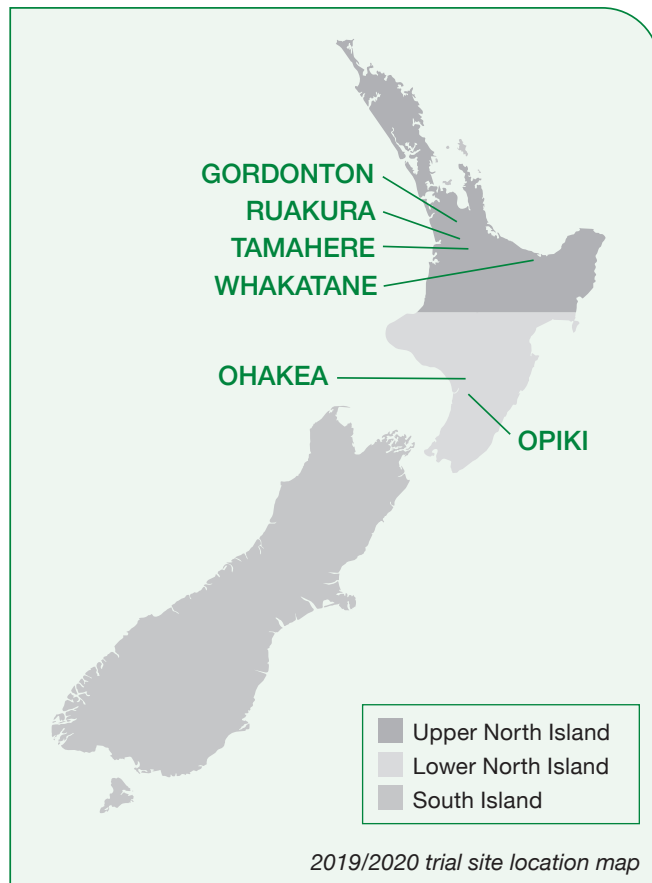 GORDONTON
RUAKURA
TAMAHERE
WHAKATANE
OHAKEA
OPIKI
Upper North Island
Lower North Island
South Island
2019/2020 trial site location map